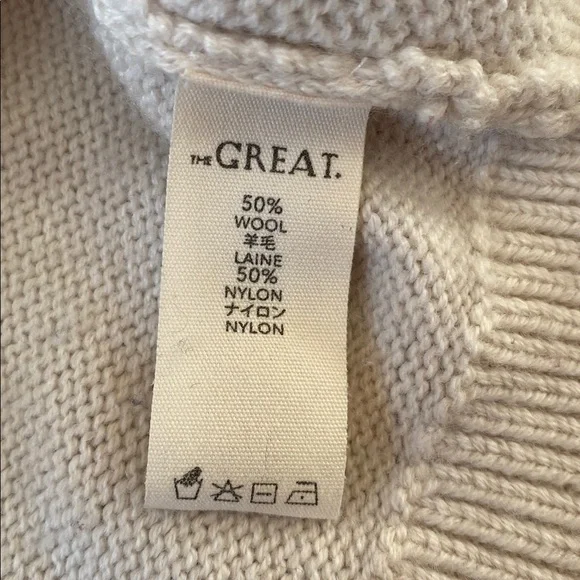 THE GREAT.
50%
WOOL
羊毛
LAINE
50%
NYLON
ナイロン
NYLON